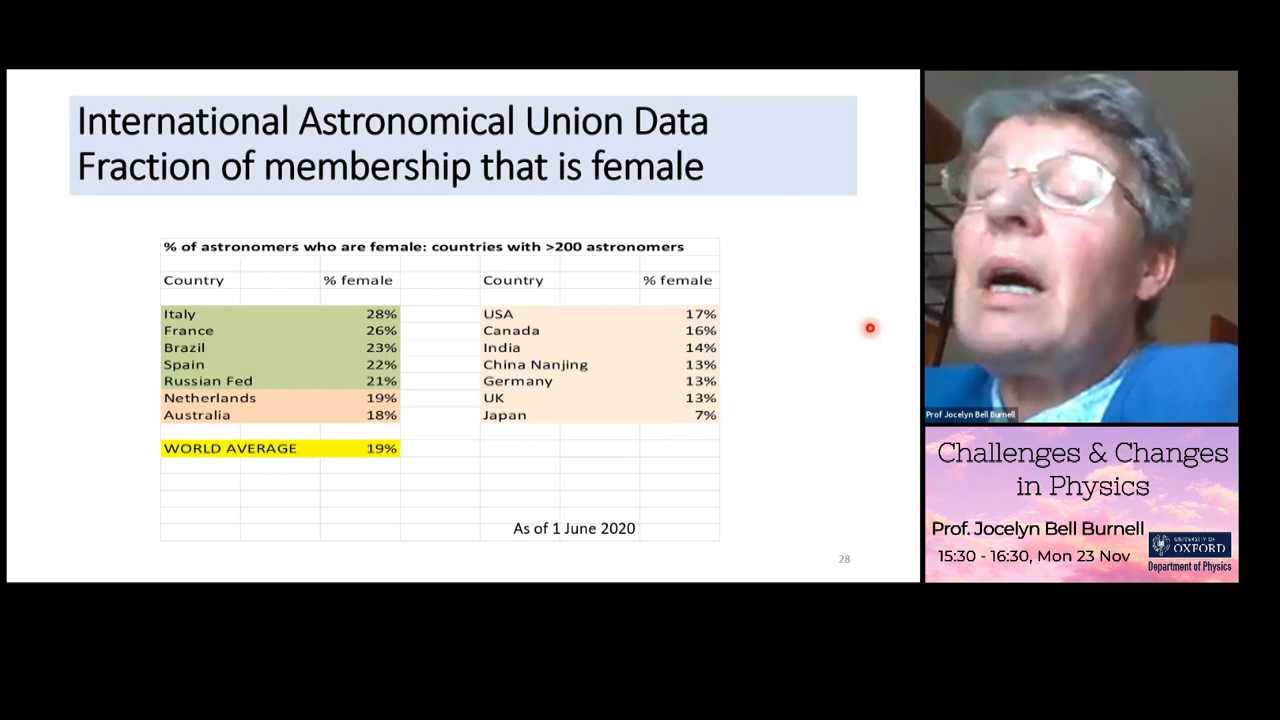 International Astronomical Union Data
Fraction of membership that is female
% of astronomers who are female: countries with >200 astronomers
Country % female Country % female
Italy 28% USA 17%
France 26% Canada 16%
Brazil 23% India 14%
Spain 22% China Nanjing 13%
Russian Fed 21% Germany 13%
Netherlands 19% UK 13%
Australia 18% Japan 7%
WORLD AVERAGE 19%
As of 1 June 2020
28
Prof Jocelyn Bell Burnell
Challenges & Changes
in Physics
Prof. Jocelyn Bell Burnell
15:30 - 16:30, Mon 23 Nov
UNIVERSITY OF
OXFORD
Department of Physics